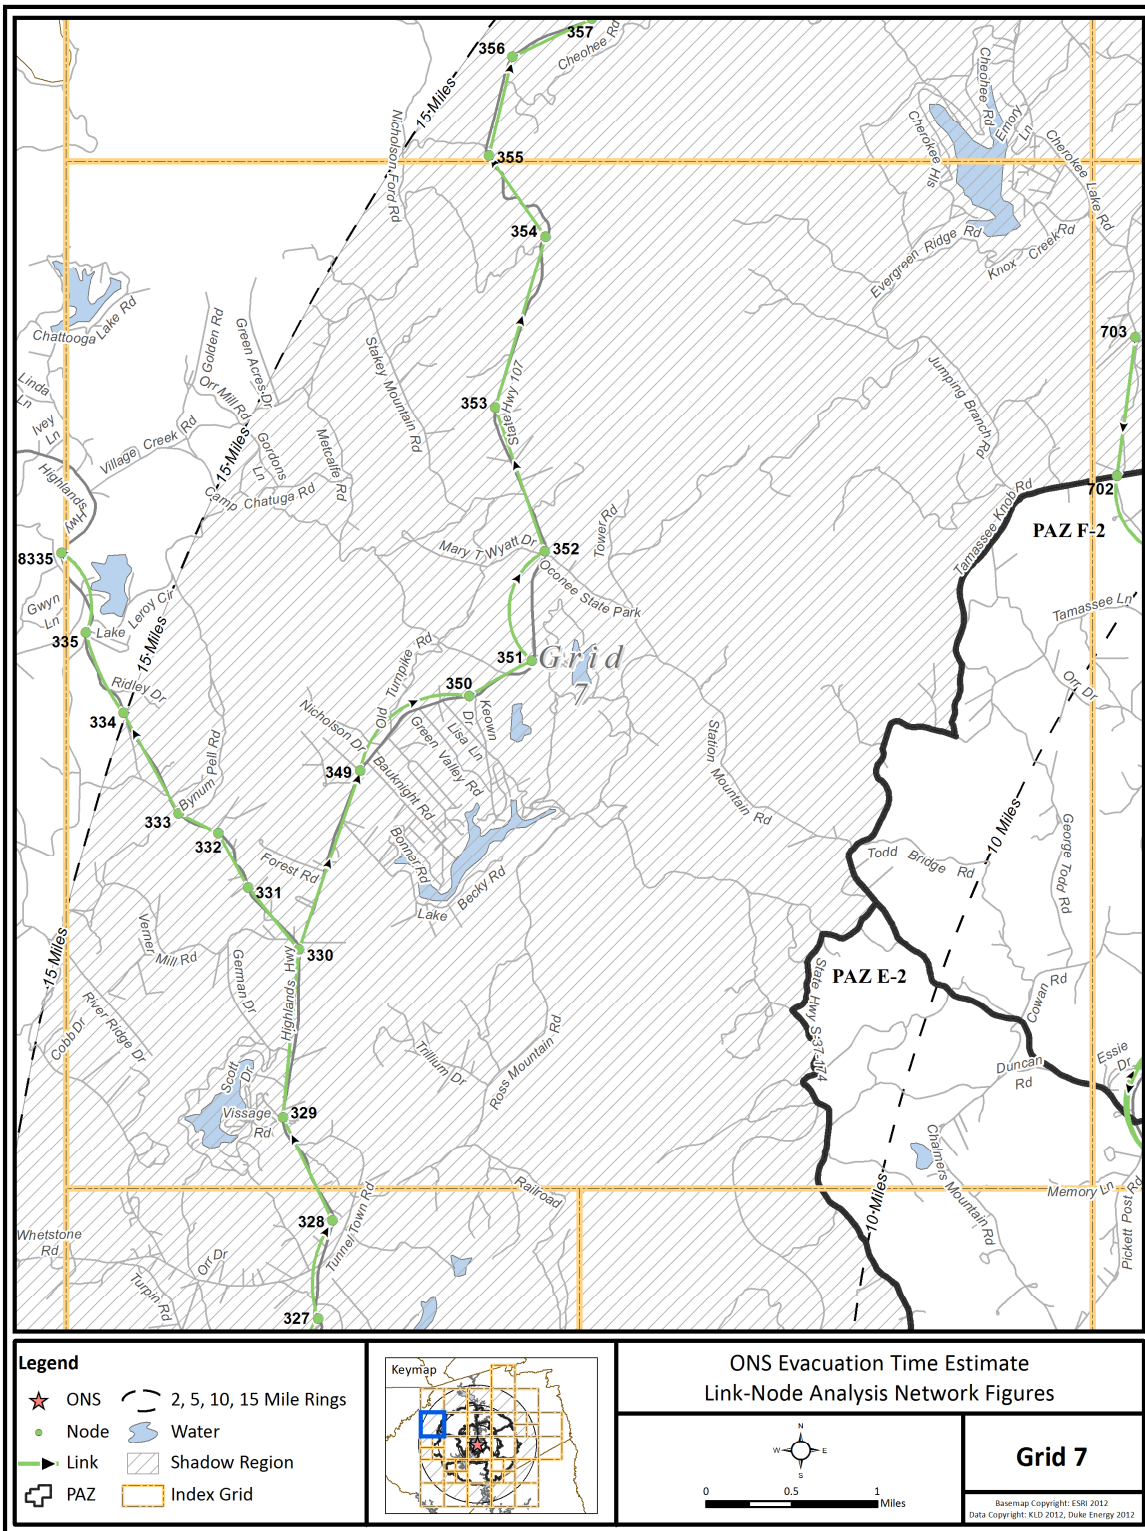 357
356
Cheohee Rd
15 Miles
Nicholson Ford Rd
355
354
Cheohee Rd
Emory Ln
Cherokee Hls
Cherokee Lake Rd
Evergreen Ridge Rd
Knox Creek Rd
703
Chattooga Lake Rd
Golden Rd
Green Acres Dr
Orr Mill Rd
Stakey Mountain Rd
353
State Hwy 107
Jumping Branch Rd
Linda Ln
Ivey Ln
Village Creek Rd
15 Miles
Gordons Ln
Metcalfe Rd
Highlands Hwy
Camp Chatuga Rd
702
Tamassee Knob Rd
PAZ F-2
8335
Mary T Wyatt Dr
352
Tower Rd
Oconee State Park
Gwyn Ln
Leroy Cir
335
Lake
15 Miles
Tamassee Ln
351
Grid
7
Old Turnpike Rd
350
Ridley Dr
334
Orr Dr
Nicholson Dr
Keown Dr
Lisa Ln
Green Valley Rd
Station Mountain Rd
Bynum Pell Rd
349
Bauknight Rd
333
332
10 Miles
George Todd Rd
Todd Bridge Rd
Forest Rd
Bonner Rd
331
Becky Rd
Lake
Verner Mill Rd
330
15 Miles
German Dr
Highlands Hwy
State Hwy S-37-174
PAZ E-2
Cowan Rd
River Ridge Dr
Cobb Dr
Trillium Dr
Ross Mountain Rd
Duncan Rd
Essie Dr
Scott Dr
Vissage Rd
329
Chalmers Mountain Rd
Memory Ln
Railroad
Tunnel Town Rd
328
10 Miles
Pickett Post Rd
Whetstone Rd
Orr Dr
Turpin Rd
327
Legend
ONS
2, 5, 10, 15 Mile Rings
Node
Water
Link
Shadow Region
PAZ
Index Grid
Keymap
ONS Evacuation Time Estimate
Link-Node Analysis Network Figures
N
W
E
S
0
0.5
1
Miles
Grid 7
Basemap Copyright: ESRI 2012
Data Copyright: KLD 2012, Duke Energy 2012